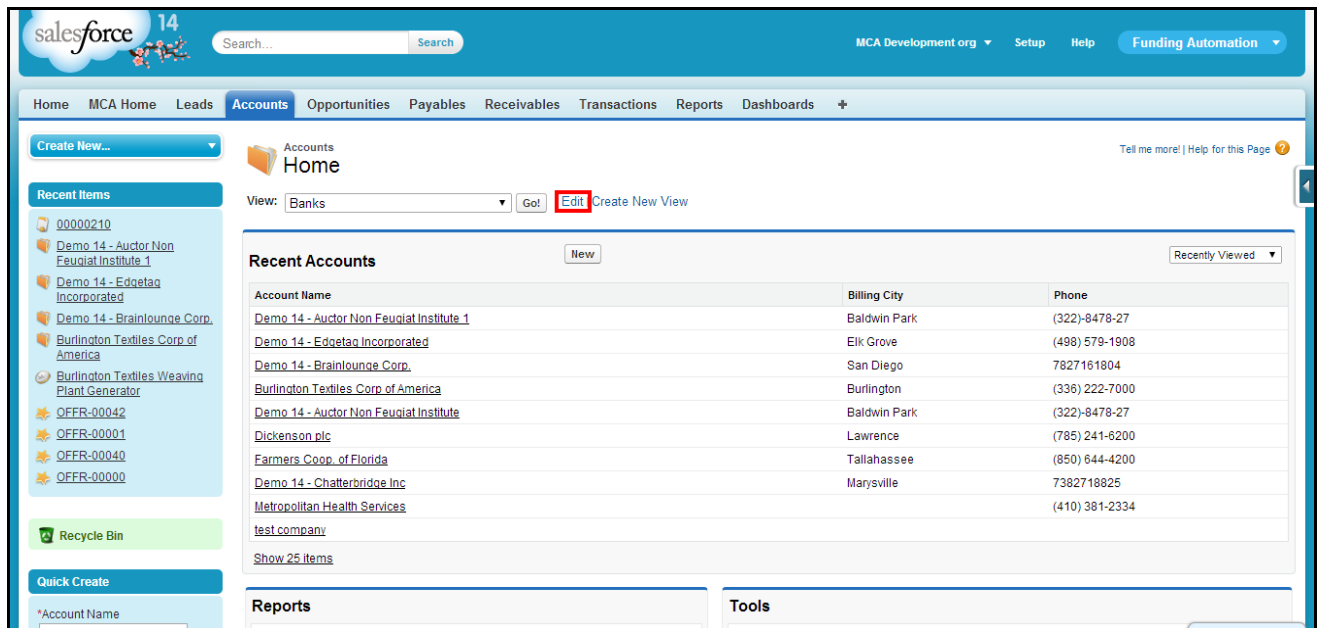 salesforce 14
Search... Search
MCA Development org Setup Help Funding Automation
Home MCA Home Leads Accounts Opportunities Payables Receivables Transactions Reports Dashboards +
Create New...
Recent Items
00000210
Demo 14 - Auctor Non
Feugiat Institute 1
Demo 14 - Edgetag
Incorporated
Demo 14 - Brainlounge Corp.
Burlington Textiles Corp of
America
Burlington Textiles Weaving
Plant Generator
OFFR-00042
OFFR-00001
OFFR-00040
OFFR-00000
Recycle Bin
Quick Create
*Account Name
Accounts
Home
Tell me more! | Help for this Page ?
View: Banks Go! Edit Create New View
Recent Accounts New Recently Viewed
Account Name Billing City Phone
Demo 14 - Auctor Non Feugiat Institute 1 Baldwin Park (322)-8478-27
Demo 14 - Edgetag Incorporated Elk Grove (498) 579-1908
Demo 14 - Brainlounge Corp. San Diego 7827161804
Burlington Textiles Corp of America Burlington (336) 222-7000
Demo 14 - Auctor Non Feugiat Institute Baldwin Park (322)-8478-27
Dickenson plc Lawrence (785) 241-6200
Farmers Coop. of Florida Tallahassee (850) 644-4200
Demo 14 - Chatterbridge Inc Marysville 7382718825
Metropolitan Health Services (410) 381-2334
test company
Show 25 items
Reports Tools